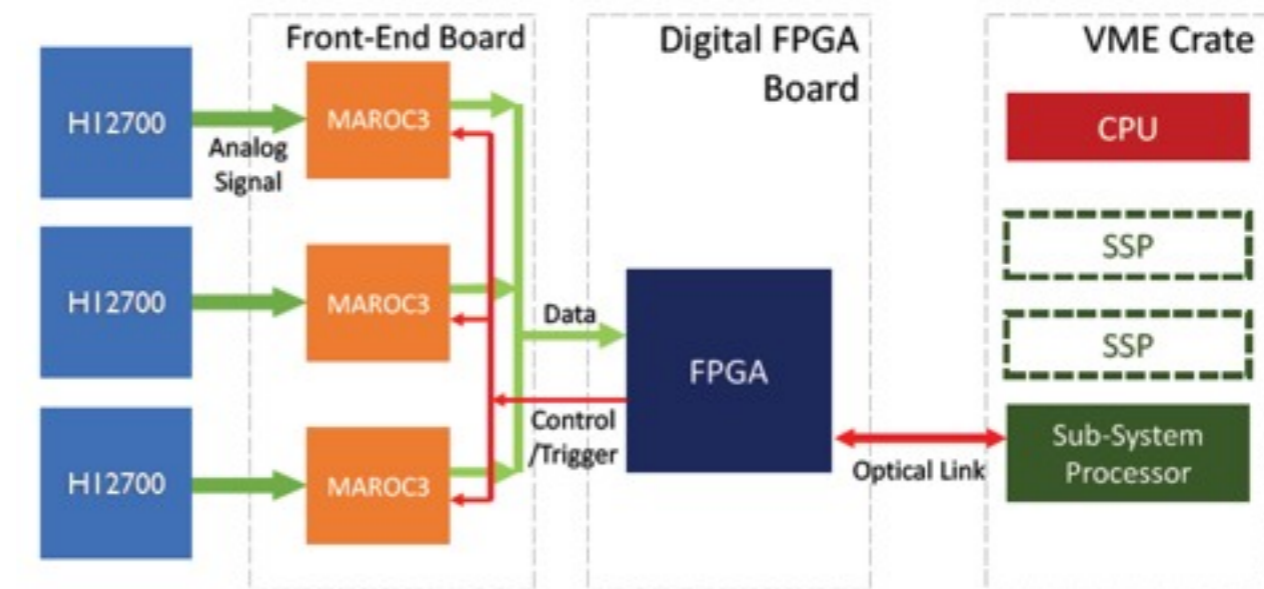 Front-End Board
Digital FPGA
Board
VME Crate
H12700
Analog
Signal
MAROC3
CPU
SSP
H12700
MAROC3
Data
FPGA
SSP
Control
/Trigger
H12700
MAROC3
Optical Link
Sub-System
Processor